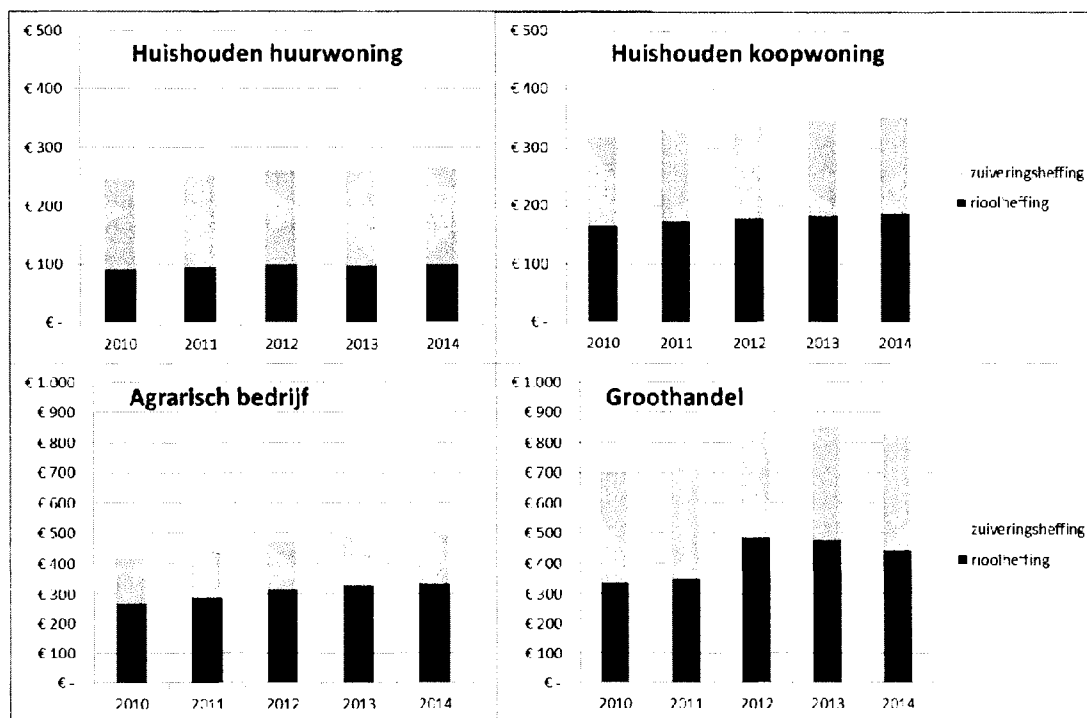 Huishouden huurwoning
€ 500
€ 400
€ 300
€ 200
€ 100
€ -
2010 2011 2012 2013 2014
Huishouden koopwoning
€ 500
€ 400
€ 300
€ 200
€ 100
€ -
2010 2011 2012 2013 2014
zuiveringsheffing
rioolheffing
Agrarisch bedrijf
€ 1.000
€ 900
€ 800
€ 700
€ 600
€ 500
€ 400
€ 300
€ 200
€ 100
€ -
2010 2011 2012 2013 2014
Groothandel
€ 1.000
€ 900
€ 800
€ 700
€ 600
€ 500
€ 400
€ 300
€ 200
€ 100
€ -
2010 2011 2012 2013 2014
zuiveringsheffing
rioolheffing